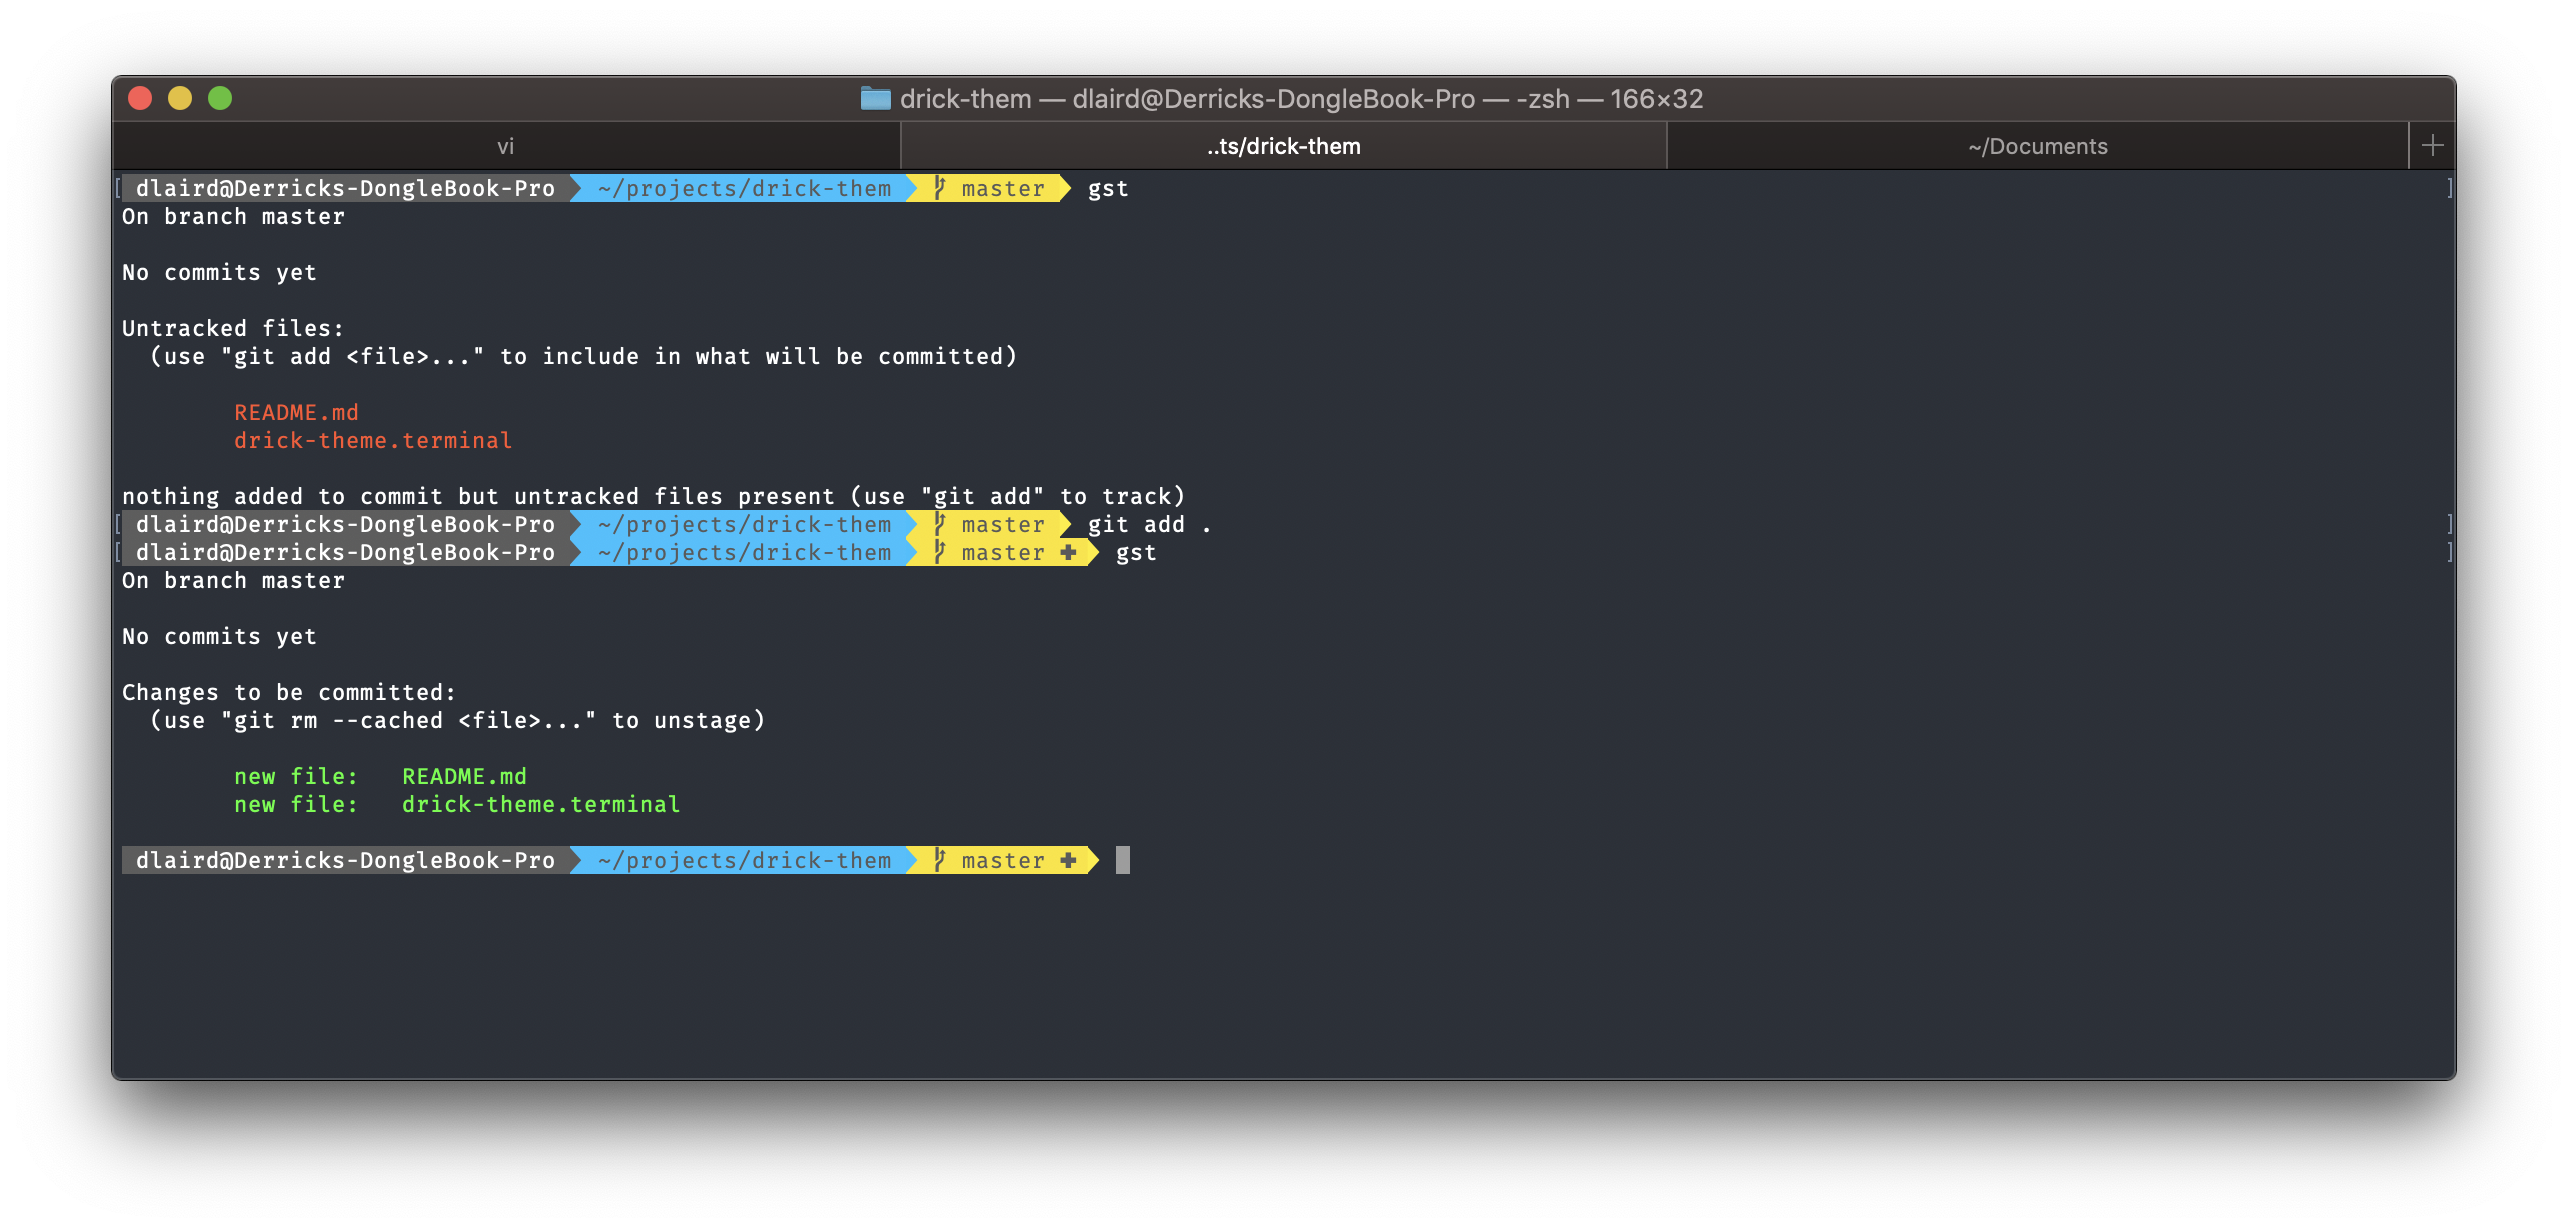 drick-them — dlaird@Derricks-DongleBook-Pro — -zsh — 166×32
vi
..ts/drick-them
~/Documents
dlaird@Derricks-DongleBook-Pro ~/projects/drick-them master gst
On branch master
No commits yet
Untracked files:
(use "git add <file>..." to include in what will be committed)
README.md
drick-theme.terminal
nothing added to commit but untracked files present (use "git add" to track)
dlaird@Derricks-DongleBook-Pro ~/projects/drick-them master git add .
dlaird@Derricks-DongleBook-Pro ~/projects/drick-them master ✚ gst
On branch master
No commits yet
Changes to be committed:
(use "git rm --cached <file>..." to unstage)
new file: README.md
new file: drick-theme.terminal
dlaird@Derricks-DongleBook-Pro ~/projects/drick-them master ✚